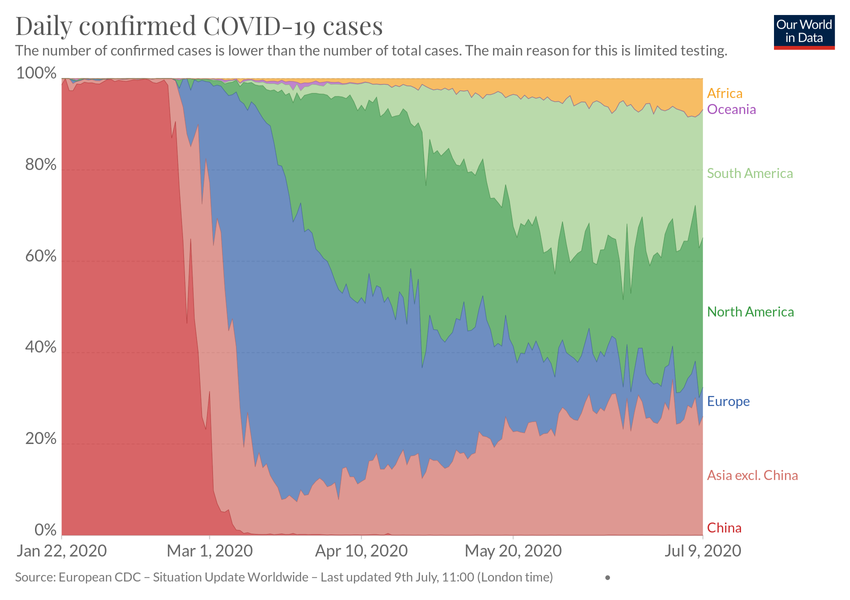 Daily confirmed COVID-19 cases
Our World
in Data
The number of confirmed cases is lower than the number of total cases. The main reason for this is limited testing.
100%
Africa
Oceania
80%
South America
60%
North America
40%
Europe
20%
Asia excl. China
China
0%
Jan 22, 2020
Mar 1, 2020
Apr 10, 2020
May 20, 2020
Jul 9, 2020
Source: European CDC – Situation Update Worldwide – Last updated 9th July, 11:00 (London time)